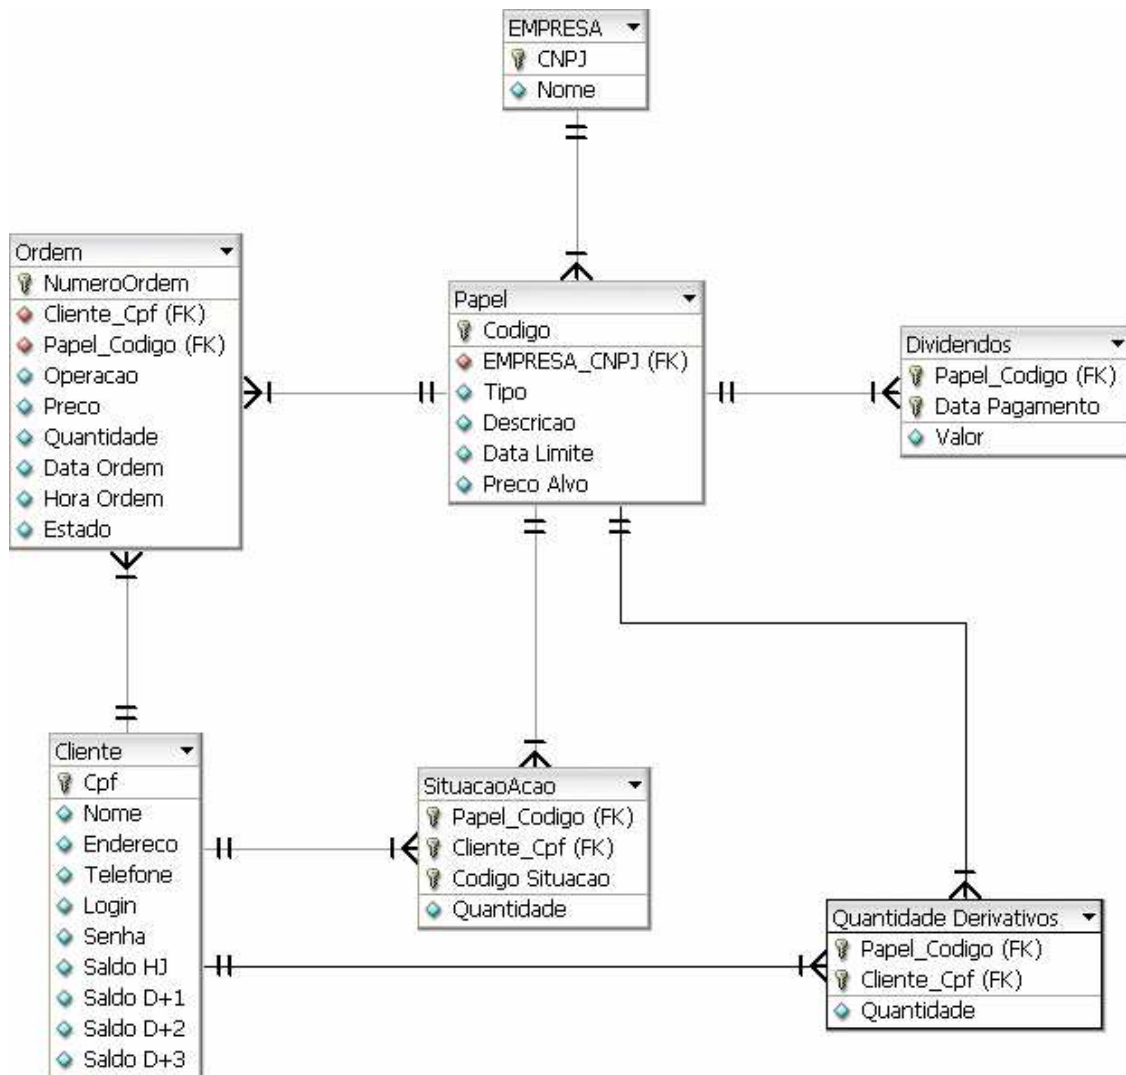 EMPRESA
CNPJ
Nome
Ordem
NumeroOrdem
Cliente_Cpf (FK)
Papel_Codigo (FK)
Operacao
Preco
Quantidade
Data Ordem
Hora Ordem
Estado
Papel
Codigo
EMPRESA_CNPJ (FK)
Tipo
Descricao
Data Limite
Preco Alvo
Dividendos
Papel_Codigo (FK)
Data Pagamento
Valor
Cliente
Cpf
Nome
Endereco
Telefone
Login
Senha
Saldo HJ
Saldo D+1
Saldo D+2
Saldo D+3
SituacaoAcao
Papel_Codigo (FK)
Cliente_Cpf (FK)
Codigo Situacao
Quantidade
Quantidade Derivativos
Papel_Codigo (FK)
Cliente_Cpf (FK)
Quantidade